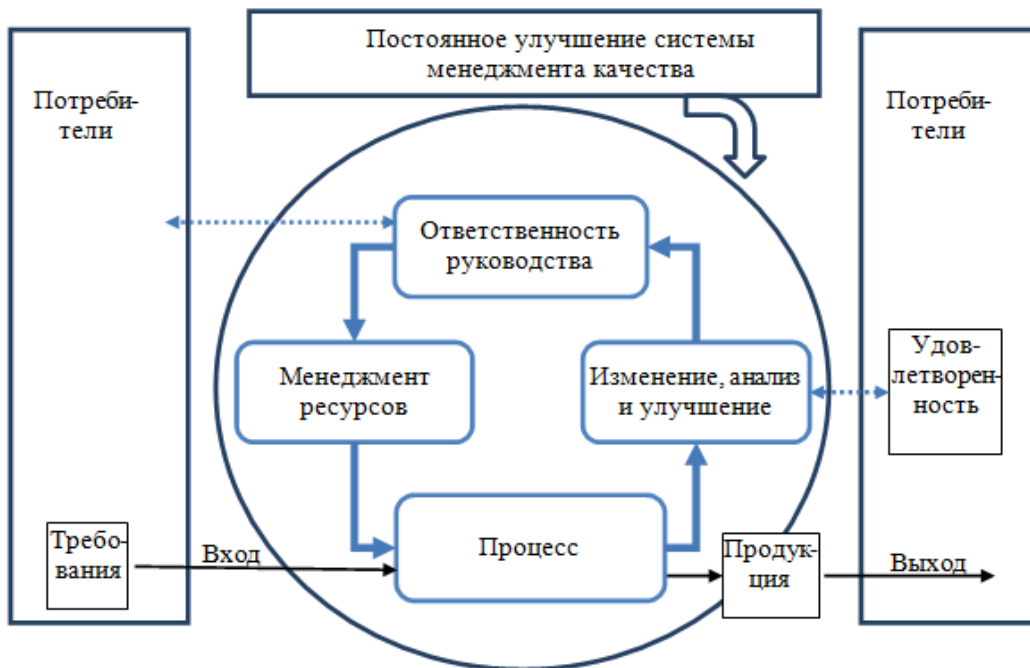 Постоянное улучшение системы
менеджмента качества
Потреби-
тели
Потреби-
тели
Ответственность
руководства
Менеджмент
ресурсов
Изменение, анализ
и улучшение
Удов-
летворен-
ность
Требо-
вания
Вход
Процесс
Продук-
ция
Выход